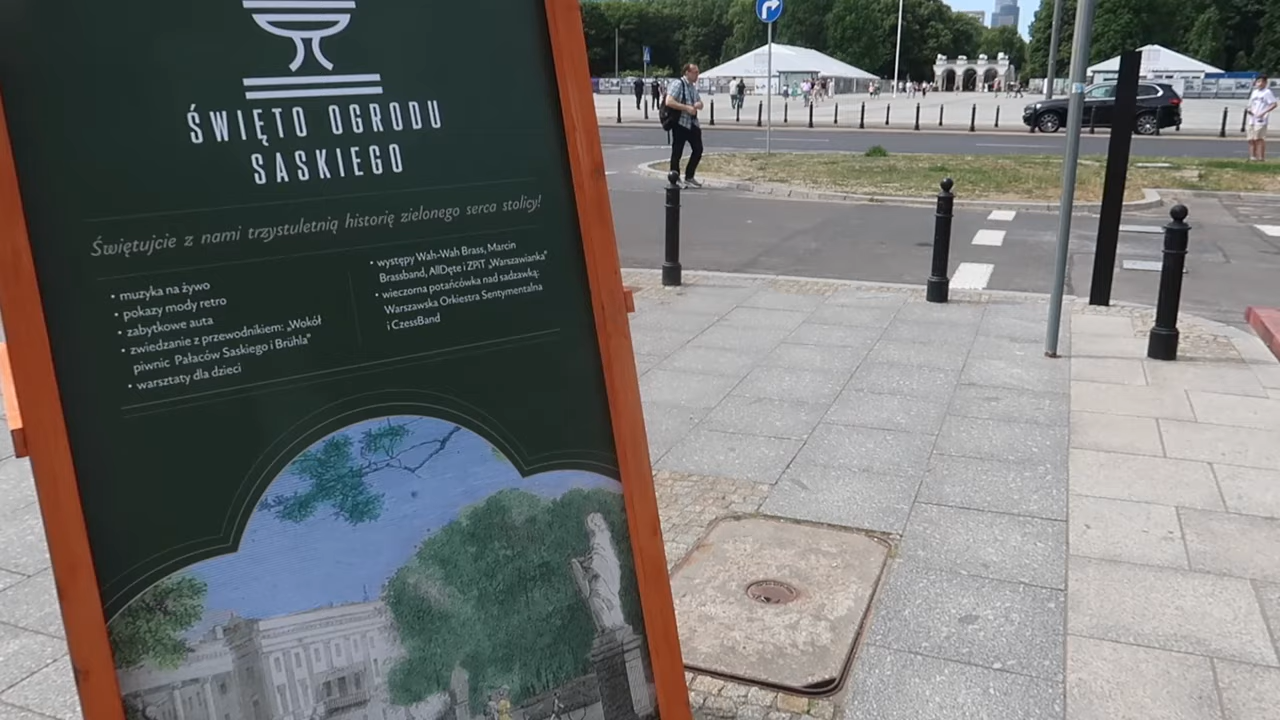 ŚWIĘTO OGRODU
SASKIEGO
Świętujcie z nami trzystuletnią historię zielonego serca stolicy!
• muzyka na żywo
• pokazy mody retro
• zabytkowe auta
• zwiedzanie z przewodnikiem: „Wokół
piwnic Pałaców Saskiego i Brühla”
• warsztaty dla dzieci
• występy Wah-Wah Brass, Marcin
Brassband, AllDęte i ZPiT „Warszawianka”
• wieczorna potańcówka nad sadzawką:
Warszawska Orkiestra Sentymentalna
i CzessBand